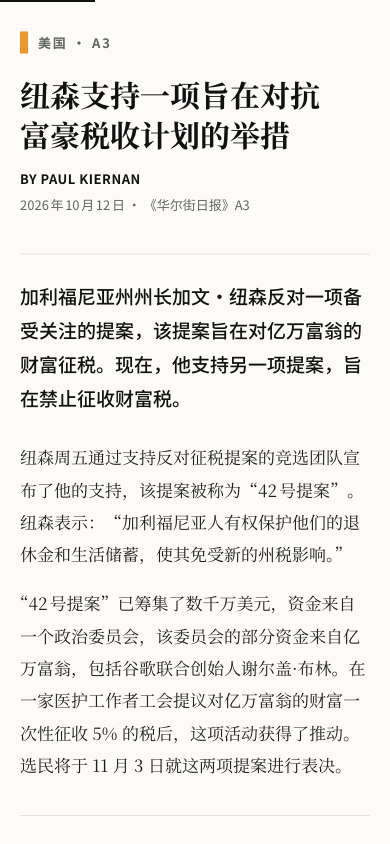 美国 • A3
纽森支持一项旨在对抗
富豪税收计划的举措
BY PAUL KIERNAN
2026年10月12日 • 《华尔街日报》A3
加利福尼亚州州长加文・纽森反对一项备
受关注的提案，该提案旨在对亿万富翁的
财富征税。现在，他支持另一项提案，旨
在禁止征收财富税。
纽森周五通过支持反对征税提案的竞选团队宣
布了他的支持，该提案被称为“42号提案”。
纽森表示：“加利福尼亚人有权保护他们的退
休金和生活储蓄，使其免受新的州税影响。”
“42号提案”已筹集了数千万美元，资金来自
一个政治委员会，该委员会的部分资金来自亿
万富翁，包括谷歌联合创始人谢尔盖·布林。在
一家医护工作者工会提议对亿万富翁的财富一
次性征收 5% 的税后，这项活动获得了推动。
选民将于 11 月 3 日就这两项提案进行表决。